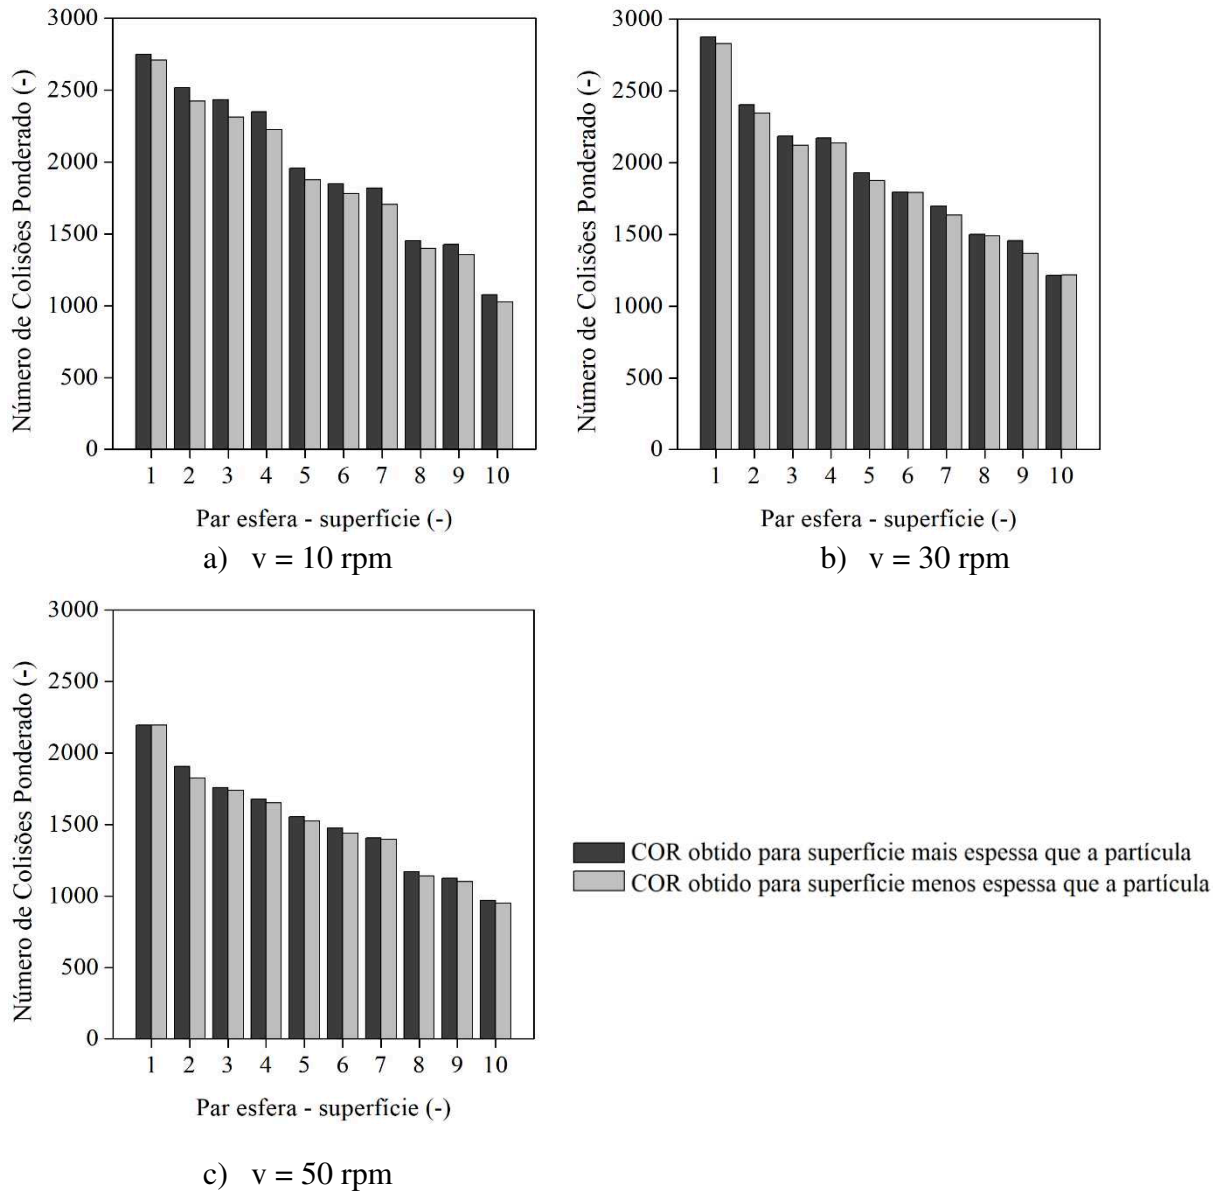 3000
2500
2000
1500
1000
500
0
Número de Colisões Ponderado (-)
1 2 3 4 5 6 7 8 9 10
Par esfera - superfície (-)
a) v = 10 rpm
3000
2500
2000
1500
1000
500
0
Número de Colisões Ponderado (-)
1 2 3 4 5 6 7 8 9 10
Par esfera - superfície (-)
b) v = 30 rpm
3000
2500
2000
1500
1000
500
0
Número de Colisões Ponderado (-)
1 2 3 4 5 6 7 8 9 10
Par esfera - superfície (-)
c) v = 50 rpm
COR obtido para superfície mais espessa que a partícula
COR obtido para superfície menos espessa que a partícula